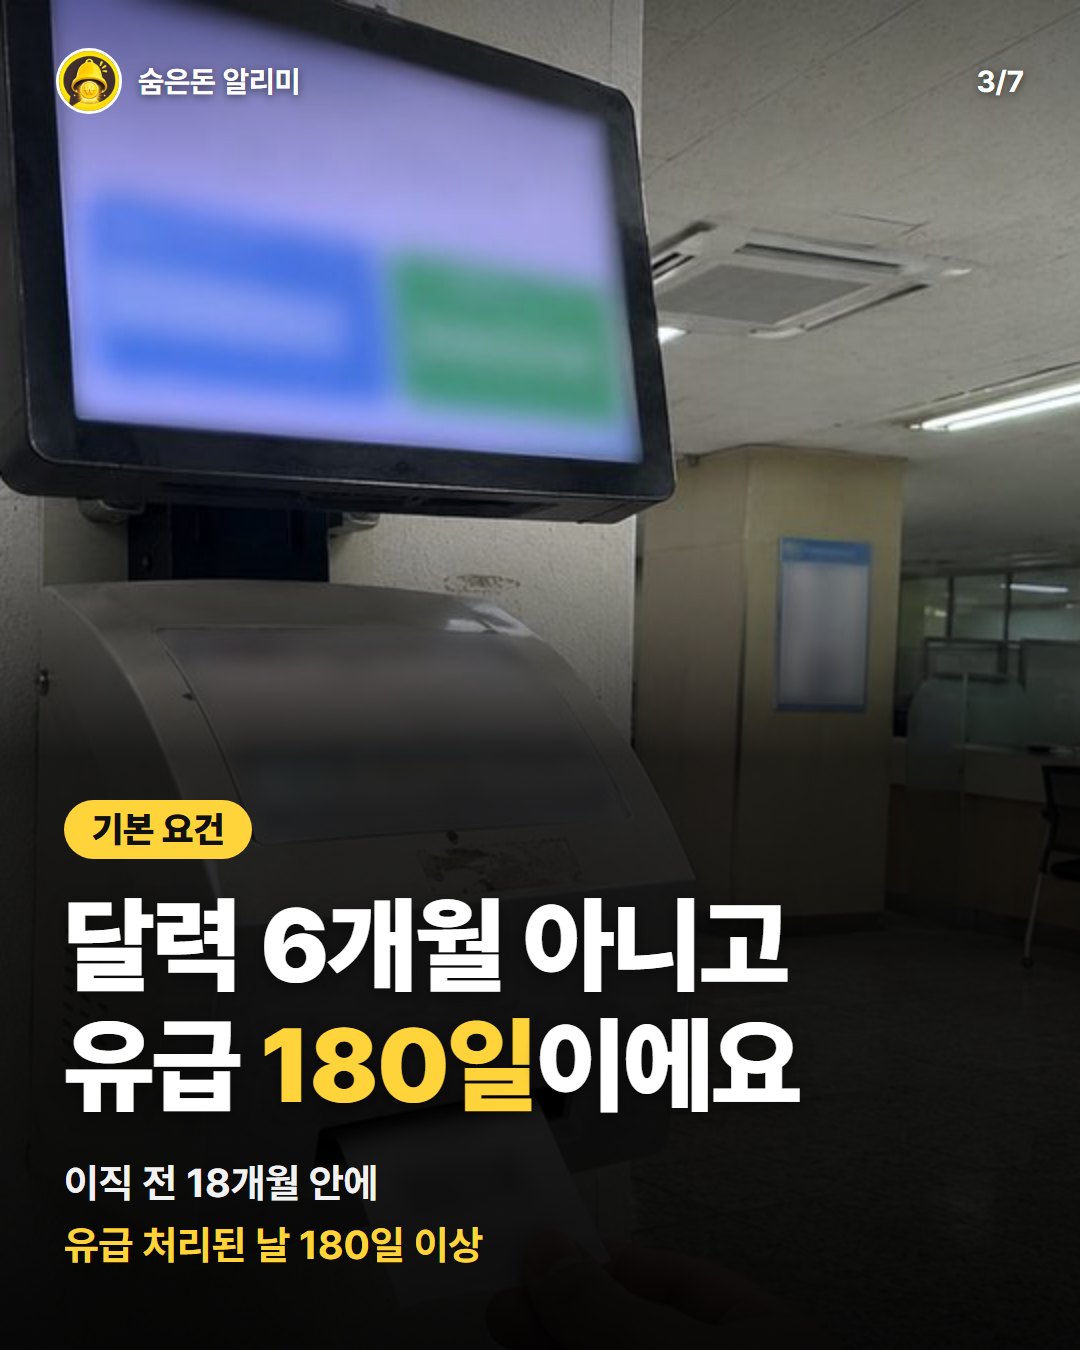 숨은돈 알리미
3/7
기본 요건
달력 6개월 아니고
유급 180일이에요
이직 전 18개월 안에
유급 처리된 날 180일 이상